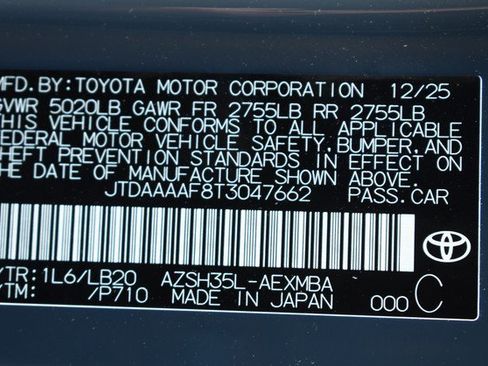 MFD. BY: TOYOTA MOTOR CORPORATION 12/25
GVWR 5020LB GAWR FR 2755LB RR 2755LB
THIS VEHICLE CONFORMS TO ALL APPLICABLE
FEDERAL MOTOR VEHICLE SAFETY, BUMPER, AND
THEFT PREVENTION STANDARDS IN EFFECT ON
THE DATE OF MANUFACTURE SHOWN ABOVE.
JTDAAAAF8T3047662 PASS. CAR
/TR: 1L6/LB20 AZSH35L-AEXMBA
/TM: /P710 MADE IN JAPAN 000 C